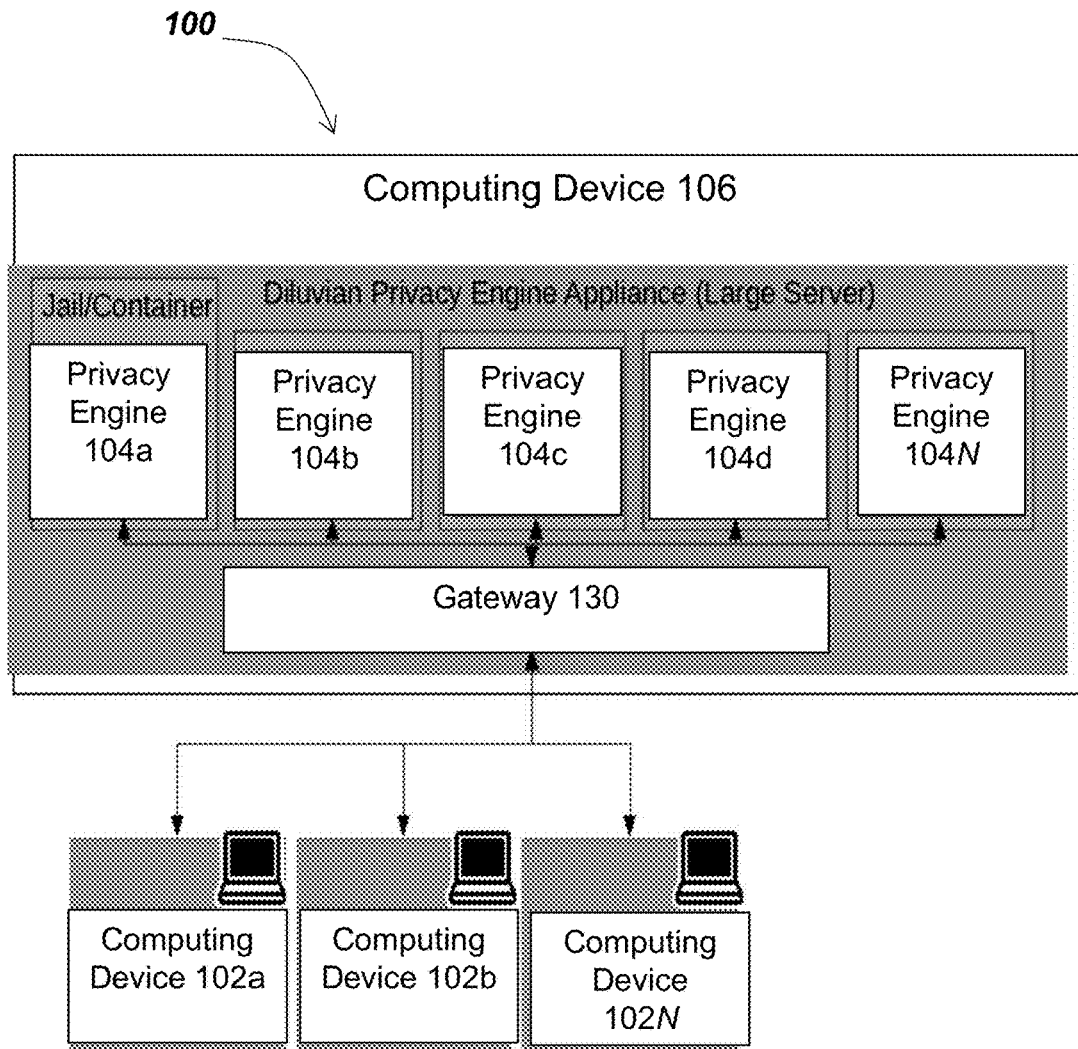 100
Computing Device 106
Jail/Container
Diluvian Privacy Engine Appliance (Large Server)
Privacy
Engine
104a
Privacy
Engine
104b
Privacy
Engine
104c
Privacy
Engine
104d
Privacy
Engine
104N
Gateway 130
Computing
Device 102a
Computing
Device 102b
Computing
Device
102N